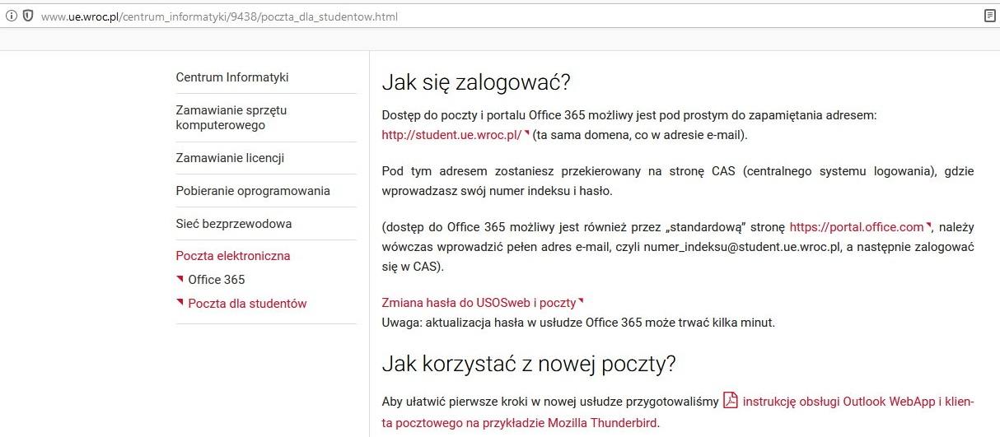 www.ue.wroc.pl/centrum_informatyki/9438/poczta_dla_studentow.html
Centrum Informatyki
Zamawianie sprzętu
komputerowego
Zamawianie licencji
Pobieranie oprogramowania
Sieć bezprzewodowa
Poczta elektroniczna
Office 365
Poczta dla studentów
Jak się zalogować?
Dostęp do poczty i portalu Office 365 możliwy jest pod prostym do zapamiętania adresem:
http://student.ue.wroc.pl/ (ta sama domena, co w adresie e-mail).
Pod tym adresem zostaniesz przekierowany na stronę CAS (centralnego systemu logowania), gdzie
wprowadzasz swój numer indeksu i hasło.
(dostęp do Office 365 możliwy jest również przez „standardową” stronę https://portal.office.com, należy
wówczas wprowadzić pełen adres e-mail, czyli numer_indeksu@student.ue.wroc.pl, a następnie zalogować
się w CAS).
Zmiana hasła do USOSweb i poczty
Uwaga: aktualizacja hasła w usłudze Office 365 może trwać kilka minut.
Jak korzystać z nowej poczty?
Aby ułatwić pierwsze kroki w nowej usłudze przygotowaliśmy instrukcję obsługi Outlook WebApp i klien-
ta pocztowego na przykładzie Mozilla Thunderbird.